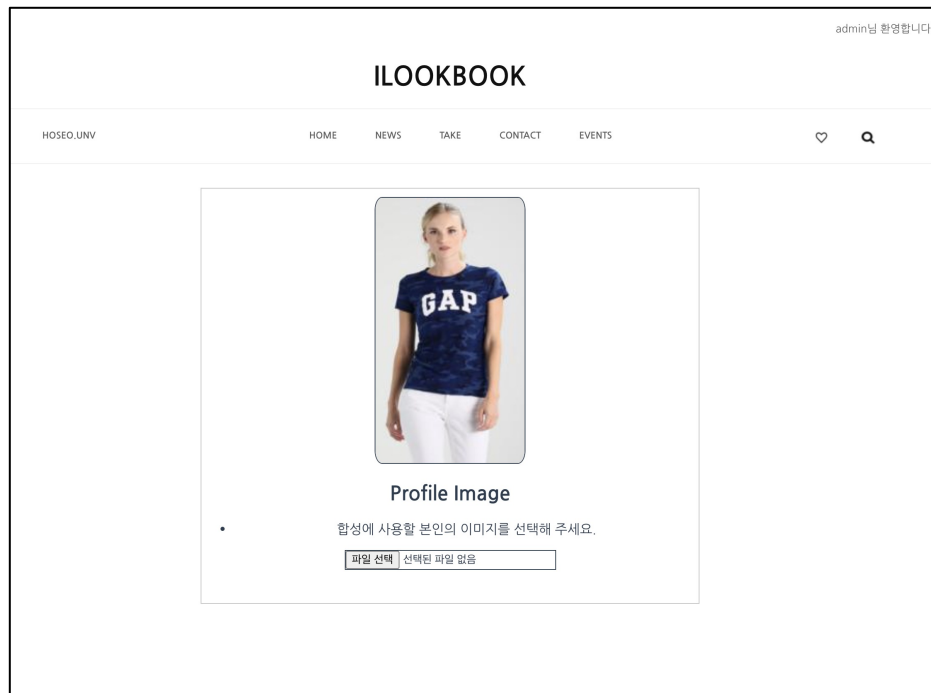 admin님 환영합니다
ILOOKBOOK
HOSEO.UNV HOME NEWS TAKE CONTACT EVENTS
GAP
Profile Image
합성에 사용할 본인의 이미지를 선택해 주세요.
파일 선택 선택된 파일 없음